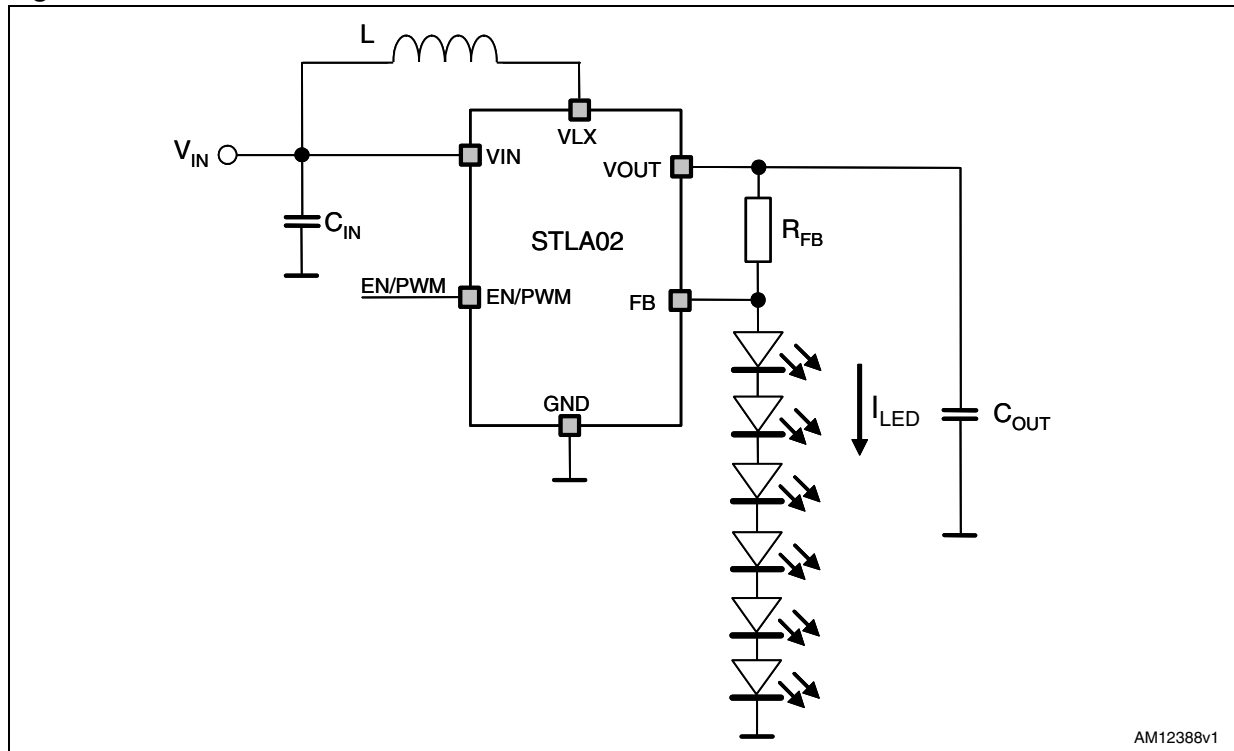 L
VLX
V_IN
VIN
VOUT
C_IN
STLA02
R_FB
EN/PWM
EN/PWM
FB
GND
I_LED
C_OUT
AM12388v1